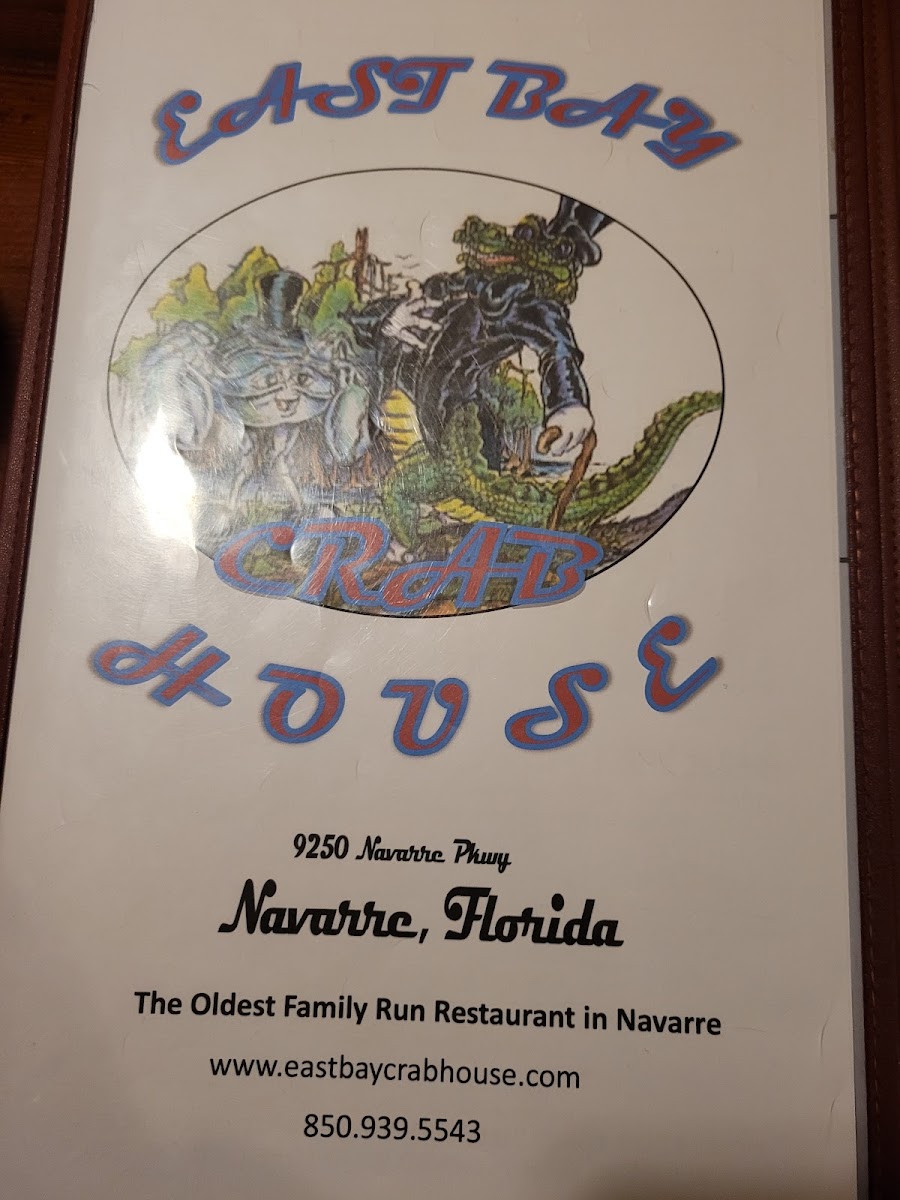 EAST BAY
CRAB
HOUSE
9250 Navarre Pkwy
Navarre, Florida
The Oldest Family Run Restaurant in Navarre
www.eastbaycrabhouse.com
850.939.5543